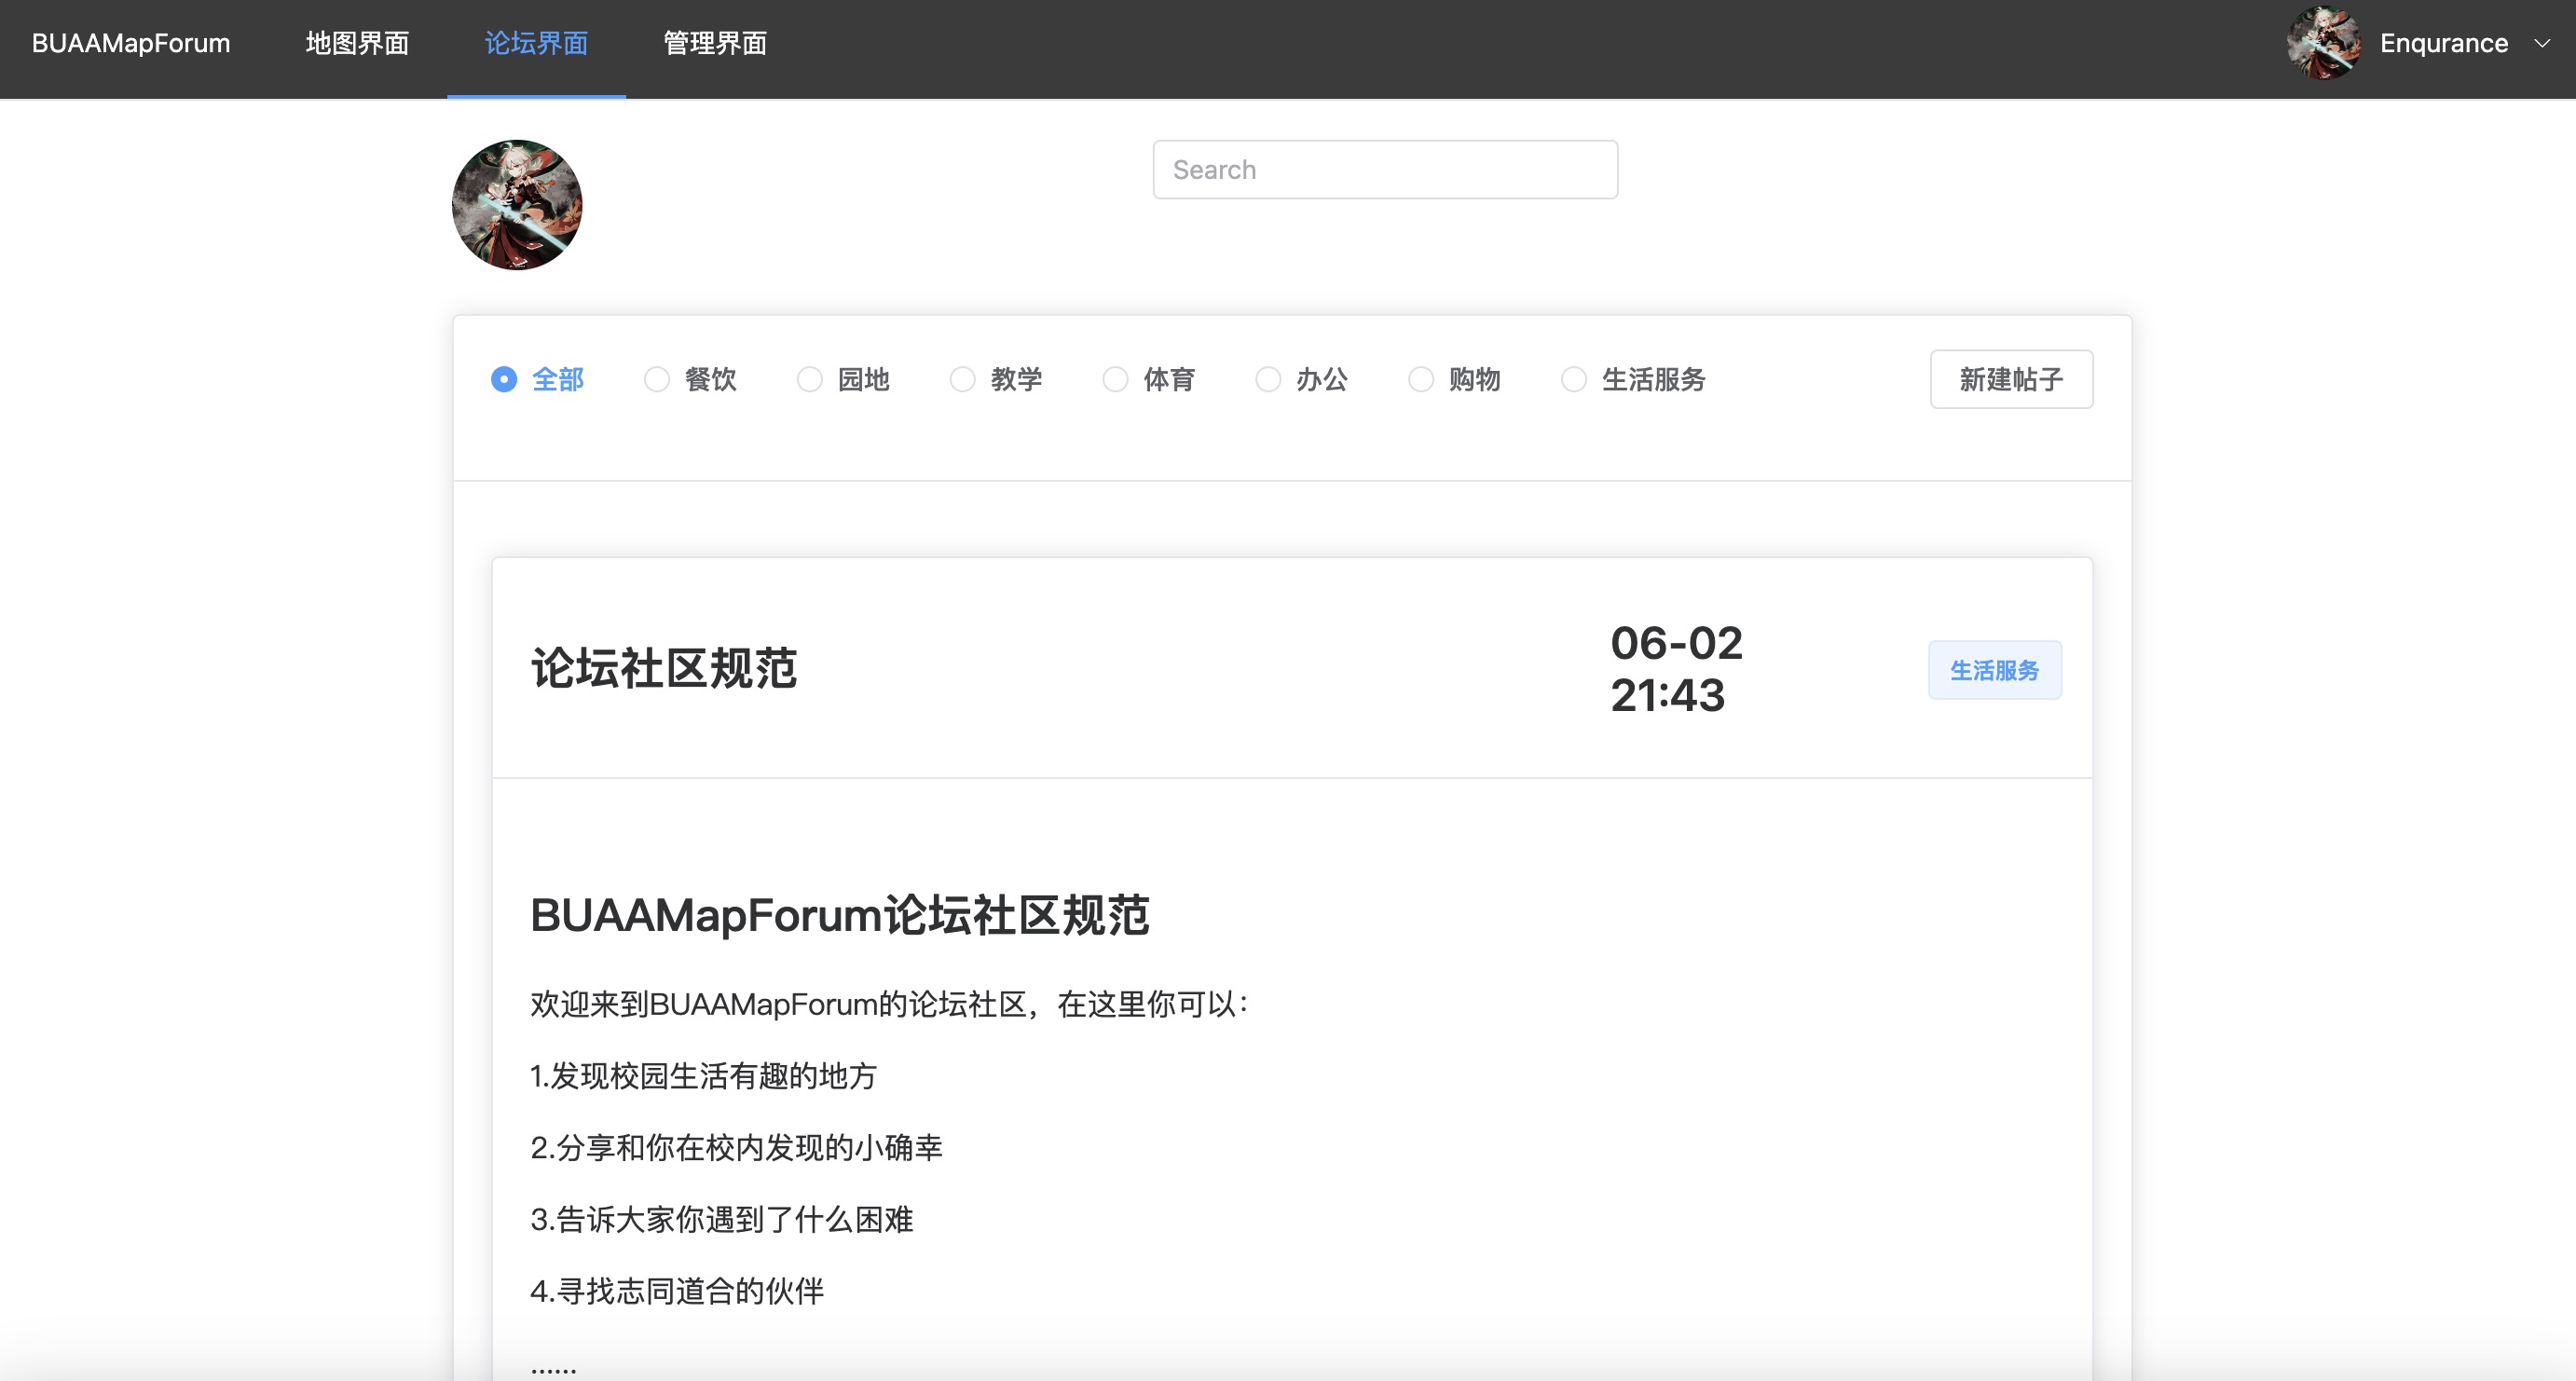 BUAAMapForum 地图界面 论坛界面 管理界面 Enqurance
Search
全部 餐饮 园地 教学 体育 办公 购物 生活服务 新建帖子
论坛社区规范
06-02
21:43
生活服务
BUAAMapForum论坛社区规范
欢迎来到BUAAMapForum的论坛社区，在这里你可以：
1.发现校园生活有趣的地方
2.分享和你在校内发现的小确幸
3.告诉大家你遇到了什么困难
4.寻找志同道合的伙伴
......